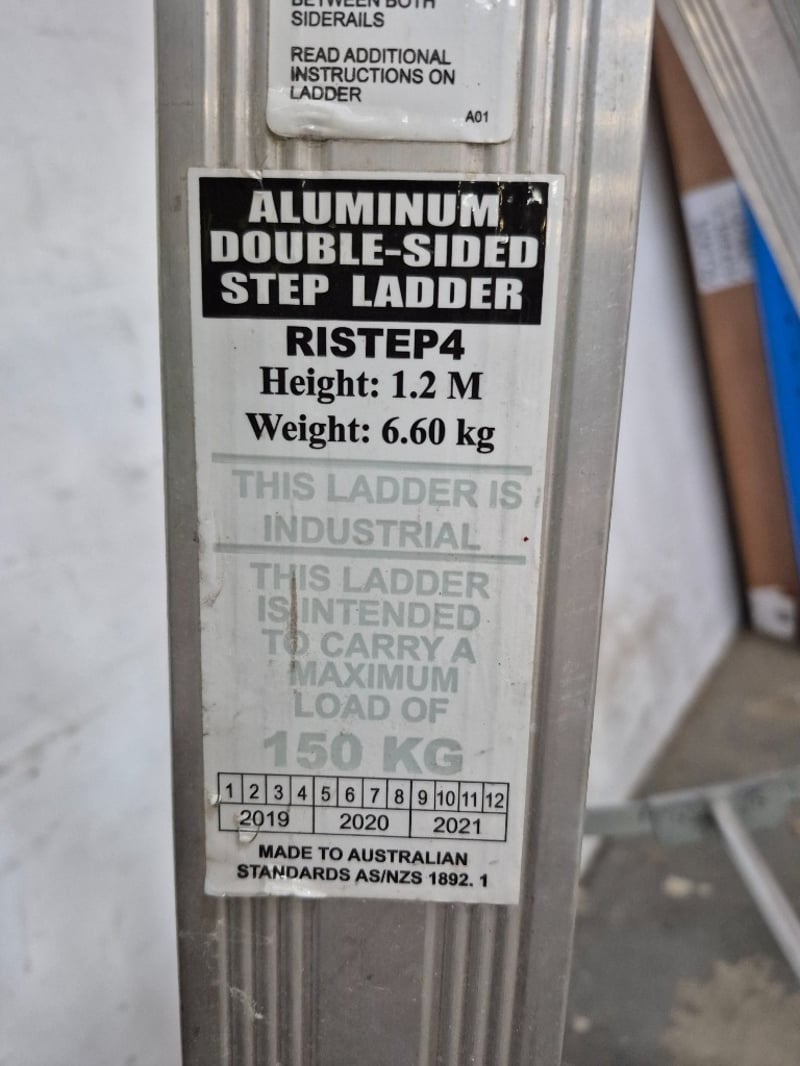 BETWEEN BOTH
SIDERAILS
READ ADDITIONAL
INSTRUCTIONS ON
LADDER
A01
ALUMINUM
DOUBLE-SIDED
STEP LADDER
RISTEP4
Height: 1.2 M
Weight: 6.60 kg
THIS LADDER IS
INDUSTRIAL
THIS LADDER
IS INTENDED
TO CARRY A
MAXIMUM
LOAD OF
150 KG
1 2 3 4 5 6 7 8 9 10 11 12
2019 2020 2021
MADE TO AUSTRALIAN
STANDARDS AS/NZS 1892. 1